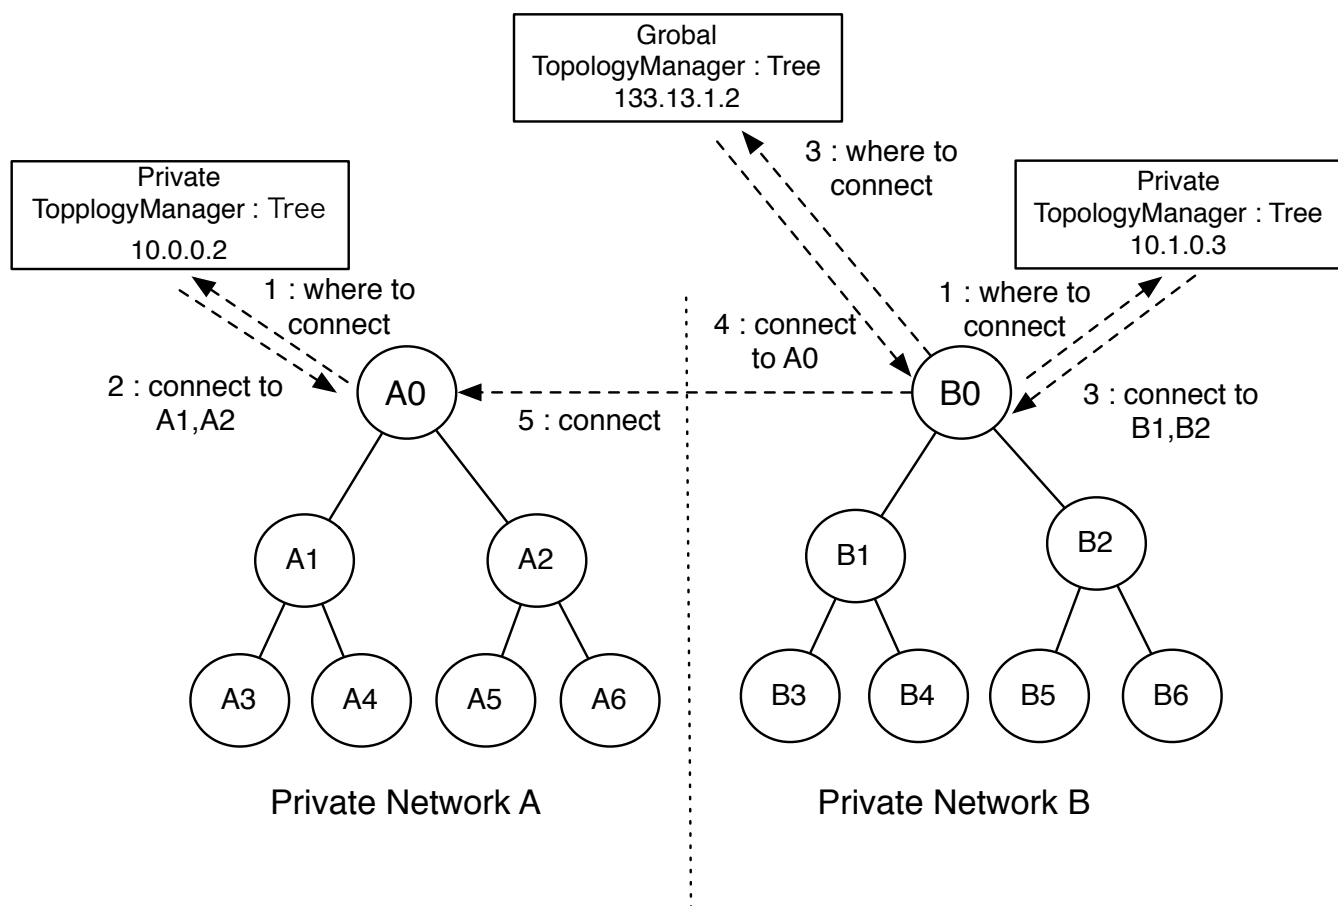 Grobal
TopologyManager : Tree
133.13.1.2
Private
TopplogyManager : Tree
10.0.0.2
Private
TopologyManager : Tree
10.1.0.3
3 : where to
connect
1 : where to
connect
1 : where to
connect
4 : connect
to A0
2 : connect to
A1,A2
3 : connect to
B1,B2
5 : connect
A0
B0
A1
A2
B1
B2
A3
A4
A5
A6
B3
B4
B5
B6
Private Network A
Private Network B